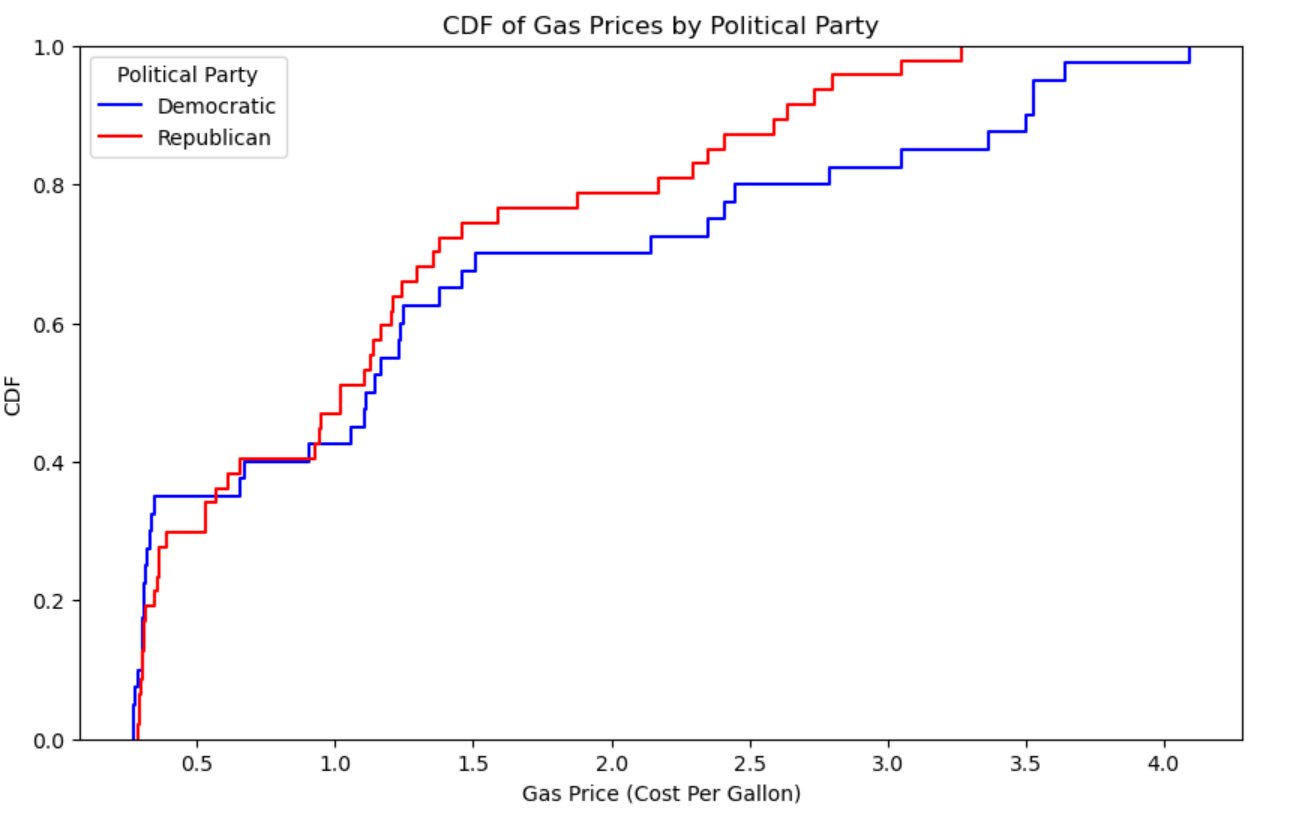 CDF of Gas Prices by Political Party
1.0
0.8
0.6
0.4
0.2
0.0
CDF
Political Party
Democratic
Republican
0.5 1.0 1.5 2.0 2.5 3.0 3.5 4.0
Gas Price (Cost Per Gallon)